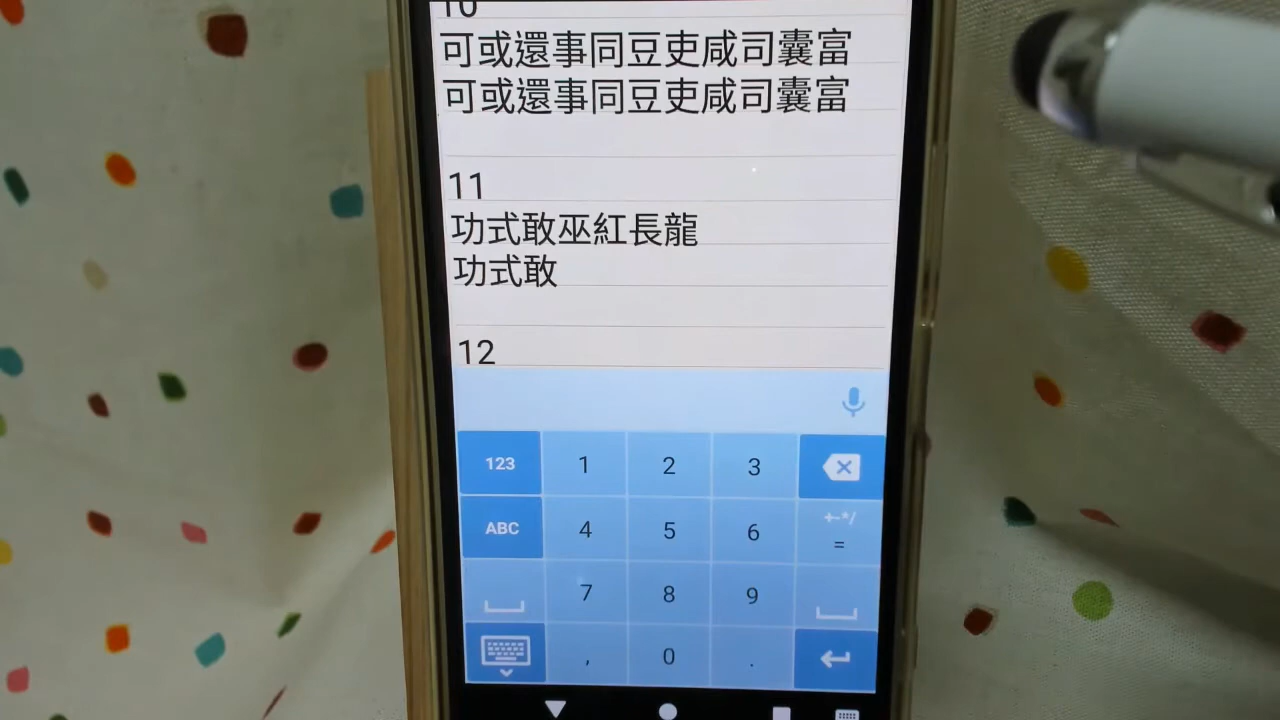 10
可或還事同豆吏咸司囊富
可或還事同豆吏咸司囊富
11
功式敢巫紅長龍
功式敢
12
123 1 2 3
ABC 4 5 6 +-*/ =
7 8 9
, 0 .